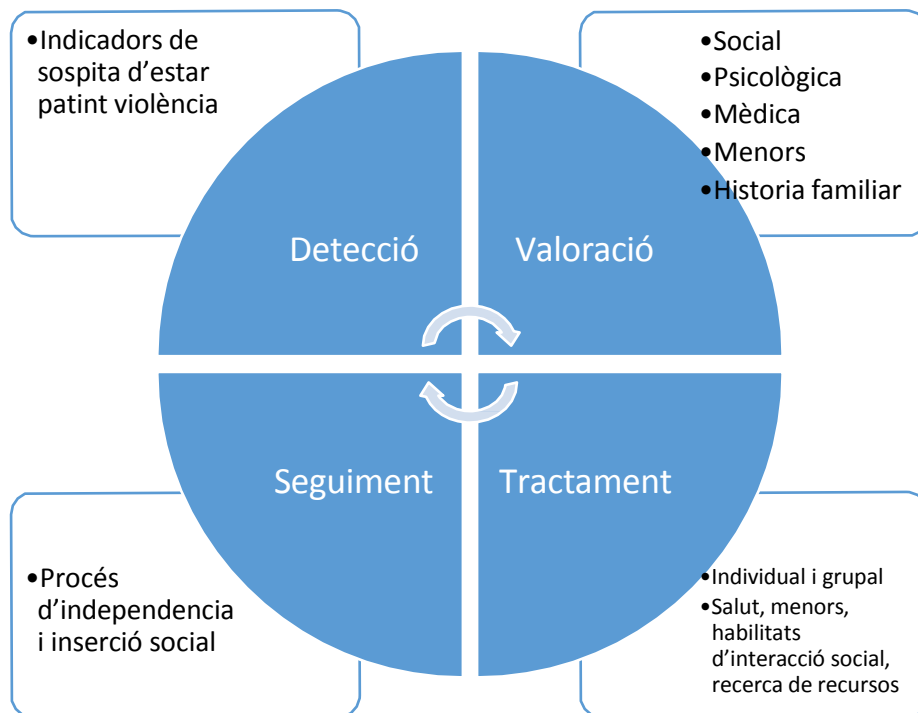 •Indicadors de
sospita d'estar
patint violència
•Social
•Psicològica
•Mèdica
•Menors
•Historia familiar
Detecció
Valoració
Seguiment
Tractament
•Procés
d'independencia
i inserció social
•Individual i grupal
•Salut, menors,
habilitats
d'interacció social,
recerca de recursos